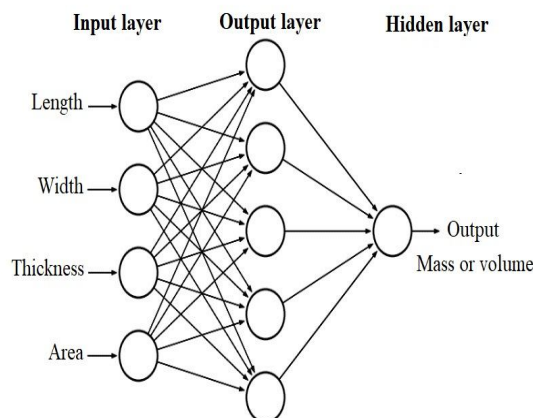 Input layer
Output layer
Hidden layer
Length
Width
Thickness
Area
Output
Mass or volume